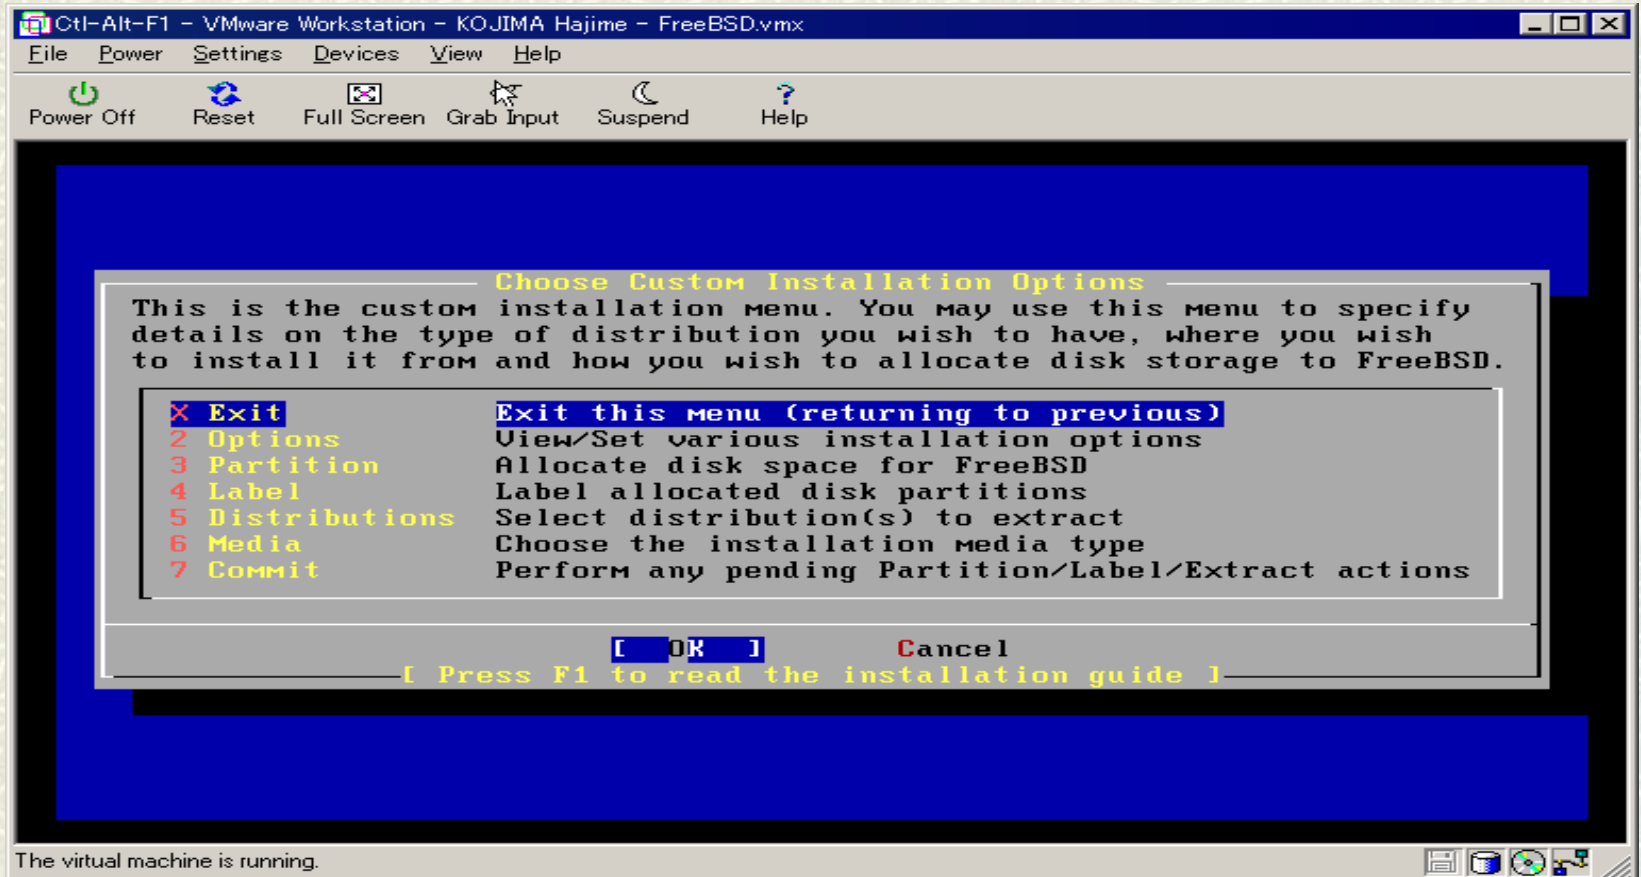 Ctl-Alt-F1 - VMware Workstation - KOJIMA Hajime - FreeBSD.vmx
File Power Settings Devices View Help
Power Off Reset Full Screen Grab Input Suspend Help
Choose Custom Installation Options
This is the custom installation menu. You may use this menu to specify
details on the type of distribution you wish to have, where you wish
to install it from and how you wish to allocate disk storage to FreeBSD.
X Exit Exit this menu (returning to previous)
2 Options View/Set various installation options
3 Partition Allocate disk space for FreeBSD
4 Label Label allocated disk partitions
5 Distributions Select distribution(s) to extract
6 Media Choose the installation media type
7 Commit Perform any pending Partition/Label/Extract actions
[ OK ] Cancel
[ Press F1 to read the installation guide ]
The virtual machine is running.